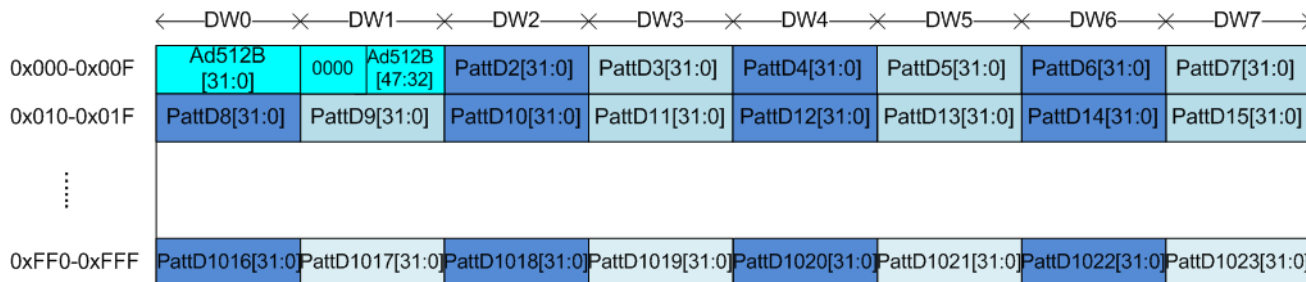 DW0 DW1 DW2 DW3 DW4 DW5 DW6 DW7
0x000-0x00F Ad512B [31:0] 0000 Ad512B [47:32] PattD2[31:0] PattD3[31:0] PattD4[31:0] PattD5[31:0] PattD6[31:0] PattD7[31:0]
0x010-0x01F PattD8[31:0] PattD9[31:0] PattD10[31:0] PattD11[31:0] PattD12[31:0] PattD13[31:0] PattD14[31:0] PattD15[31:0]
0xFF0-0xFFF PattD1016[31:0] PattD1017[31:0] PattD1018[31:0] PattD1019[31:0] PattD1020[31:0] PattD1021[31:0] PattD1022[31:0] PattD1023[31:0]